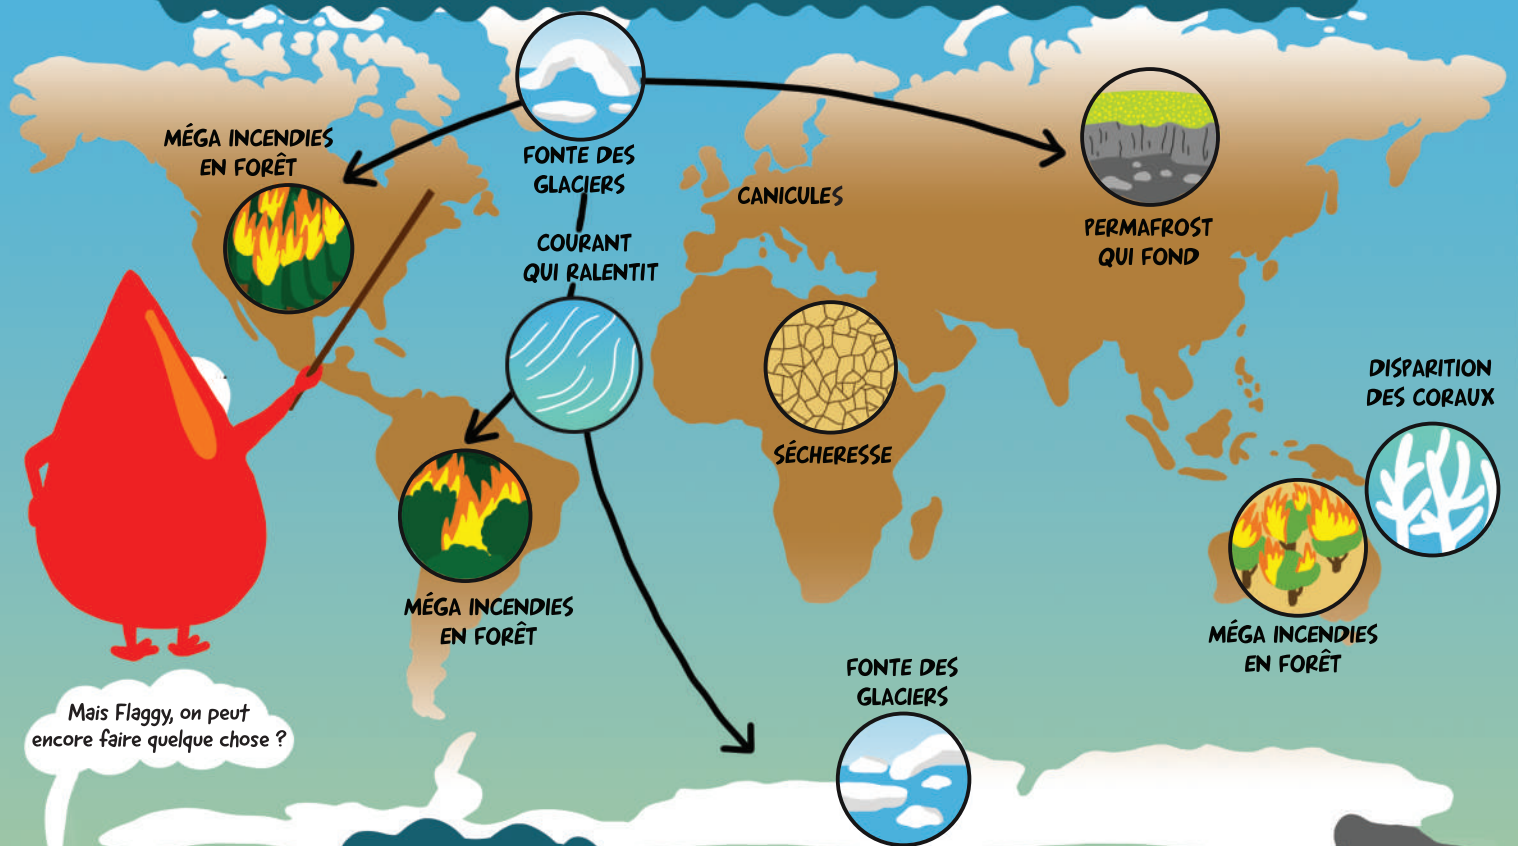 MÉGA INCENDIES
EN FORÊT
FONTE DES
GLACIERS
COURANT
QUI RALENTIT
CANICULES
PERMAFROST
QUI FOND
SÉCHERESSE
DISPARITION
DES CORAUX
MÉGA INCENDIES
EN FORÊT
MÉGA INCENDIES
EN FORÊT
FONTE DES
GLACIERS
Mais Flaggy, on peut
encore faire quelque chose ?